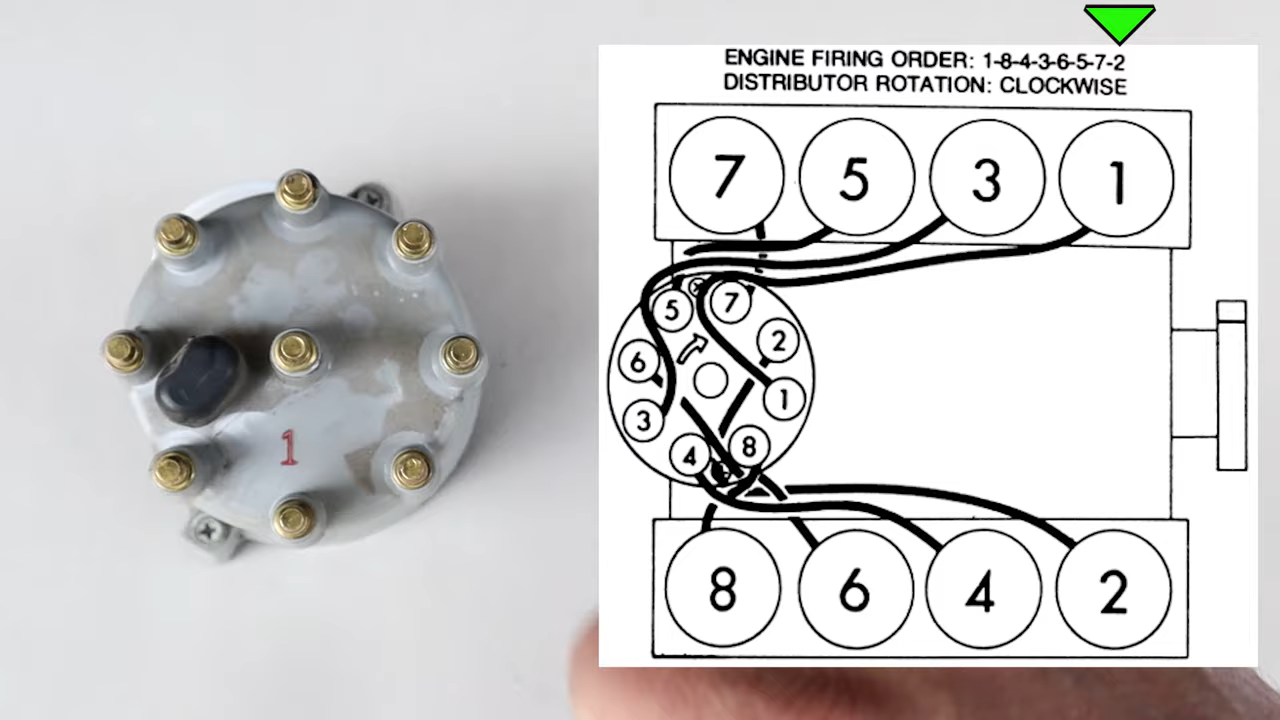 ENGINE FIRING ORDER: 1-8-4-3-6-5-7-2
DISTRIBUTOR ROTATION: CLOCKWISE
7 5 3 1
5 7
2
6
1
3
4 8
1
8 6 4 2